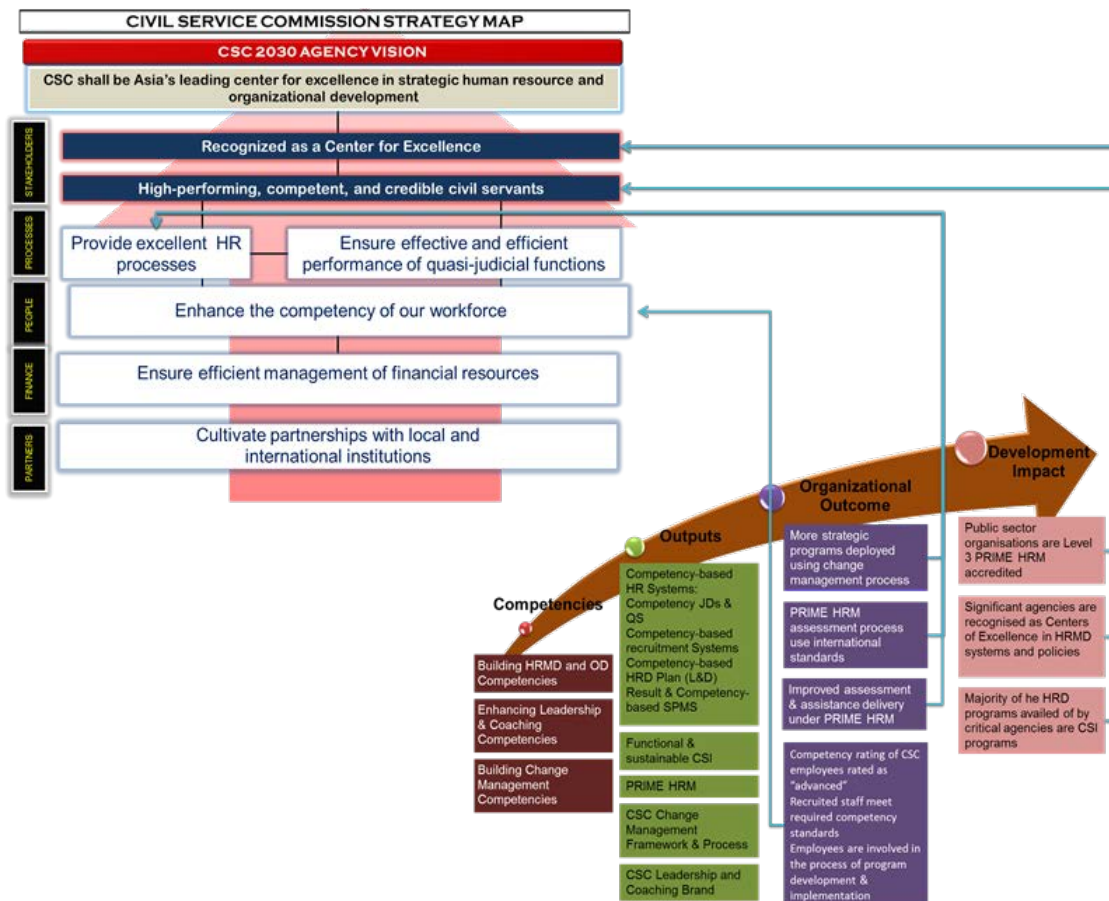 CIVIL SERVICE COMMISSION STRATEGY MAP
CSC 2030 AGENCY VISION
CSC shall be Asia's leading center for excellence in strategic human resource and
organizational development
STAKEHOLDERS
Recognized as a Center for Excellence
High-performing, competent, and credible civil servants
PROCESSES
Provide excellent HR
processes
Ensure effective and efficient
performance of quasi-judicial functions
PEOPLE
Enhance the competency of our workforce
FINANCE
Ensure efficient management of financial resources
PARTNERS
Cultivate partnerships with local and
international institutions
Competencies
Building HRMD and OD
Competencies
Enhancing Leadership
& Coaching
Competencies
Building Change
Management
Competencies
Outputs
Competency-based
HR Systems:
Competency JDs &
QS
Competency-based
recruitment Systems
Competency-based
HRD Plan (L&D)
Result & Competency-
based SPMS
Functional &
sustainable CSI
PRIME HRM
CSC Change
Management
Framework & Process
CSC Leadership and
Coaching Brand
Organizational
Outcome
More strategic
programs deployed
using change
management process
PRIME HRM
assessment process
use international
standards
Improved assessment
& assistance delivery
under PRIME HRM
Competency rating of CSC
employees rated as
"advanced"
Recruited staff meet
required competency
standards
Employees are involved in
the process of program
development &
implementation
Development
Impact
Public sector
organisations are Level
3 PRIME HRM
accredited
Significant agencies are
recognised as Centers
of Excellence in HRMD
systems and policies
Majority of he HRD
programs availed of by
critical agencies are CSI
programs